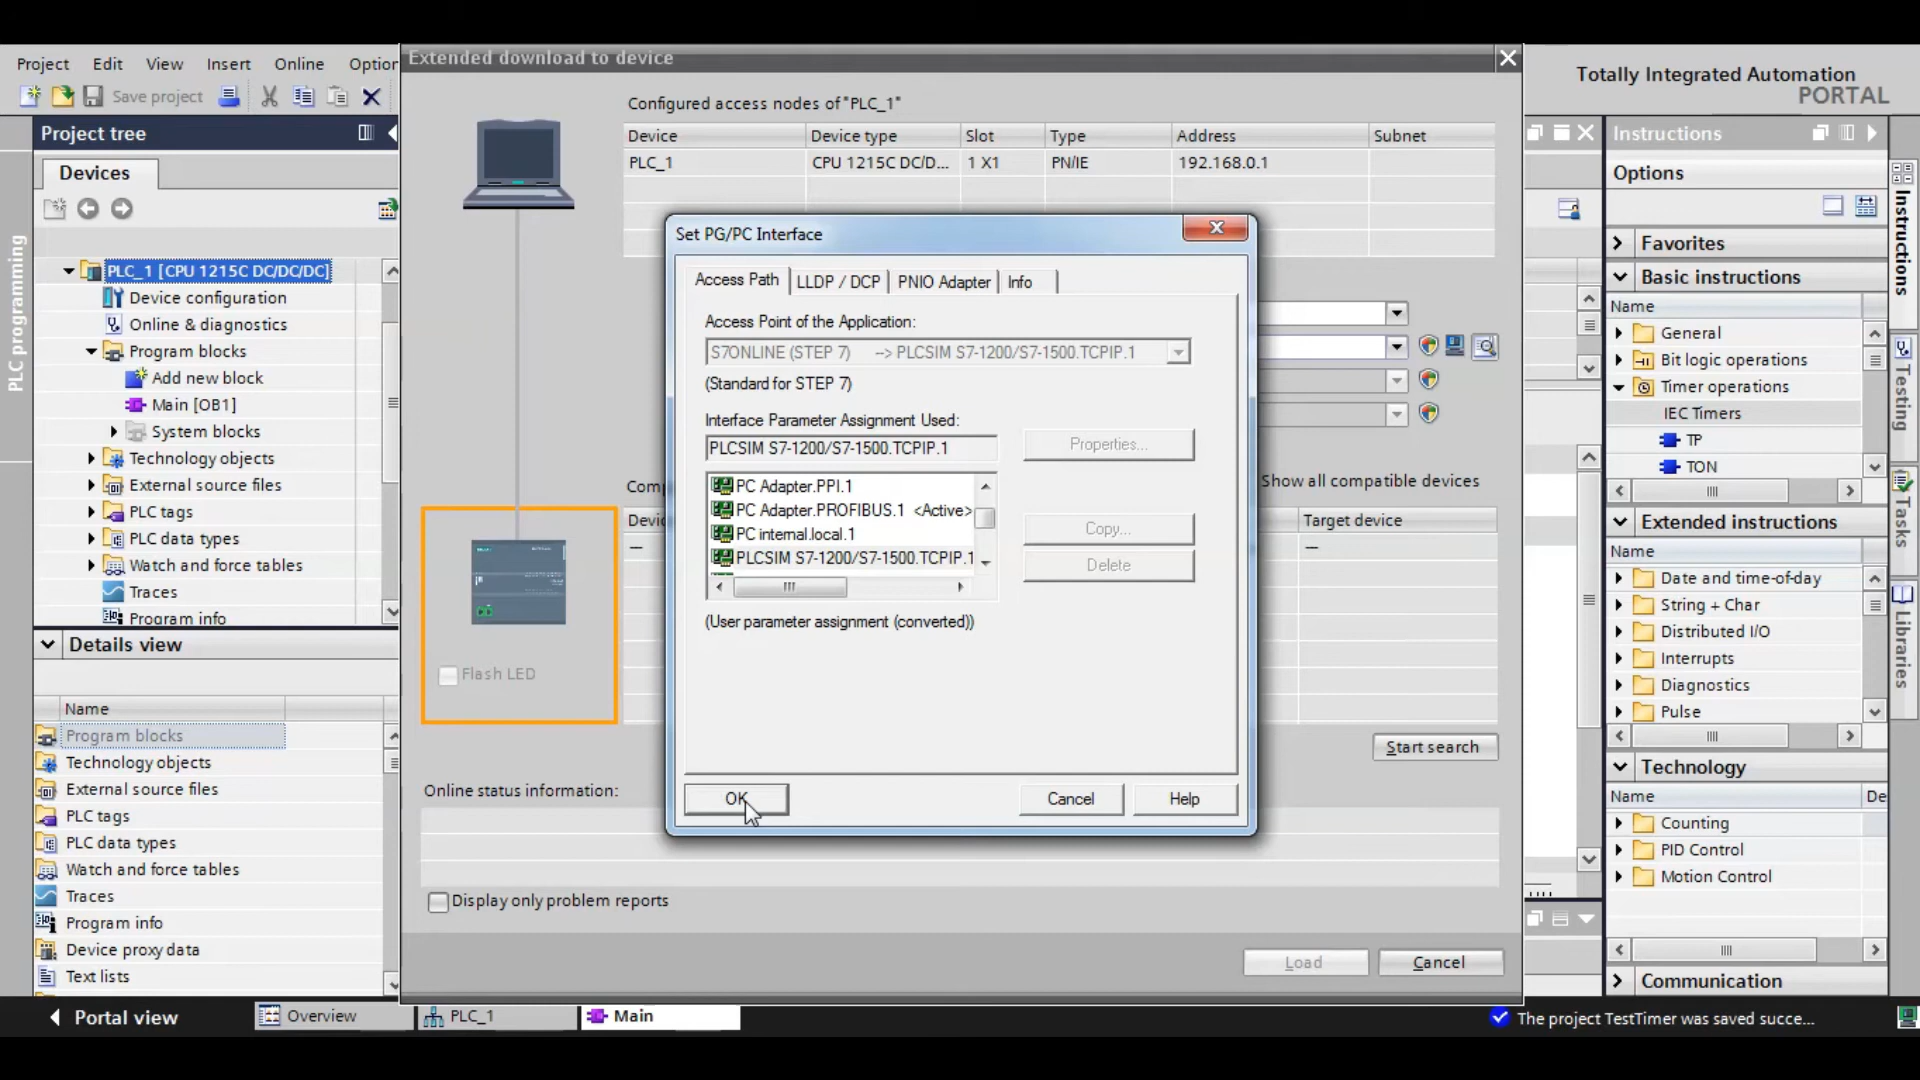 Extended download to device
Totally Integrated Automation
PORTAL
Project Edit View Insert Online Option
Save project
Project tree
Devices
PLC programming
PLC_1 [CPU 1215C DC/DC/DC]
Device configuration
Online & diagnostics
Program blocks
Add new block
Main [OB1]
System blocks
Technology objects
External source files
PLC tags
PLC data types
Watch and force tables
Traces
Program info
Details view
Name
Program blocks
Technology objects
External source files
PLC tags
PLC data types
Watch and force tables
Traces
Program info
Device proxy data
Text lists
Configured access nodes of "PLC_1"
Device Device type Slot Type Address Subnet
PLC_1 CPU 1215C DC/D... 1 X1 PN/IE 192.168.0.1
Set PG/PC Interface
Access Path LLDP / DCP PNIO Adapter Info
Access Point of the Application:
S7ONLINE (STEP 7) --> PLCSIM S7-1200/S7-1500.TCPIP.1
(Standard for STEP 7)
Interface Parameter Assignment Used:
PLCSIM S7-1200/S7-1500.TCPIP.1
Properties...
PC Adapter.PPI.1
PC Adapter.PROFIBUS.1 <Active>
PC internal.local.1
PLCSIM S7-1200/S7-1500.TCPIP.1
Copy...
Delete
(User parameter assignment (converted))
OK Cancel Help
Show all compatible devices
Target device
—
—
Flash LED
Start search
Online status information:
Display only problem reports
Load Cancel
Instructions
Options
Favorites
Basic instructions
Name
General
Bit logic operations
Timer operations
IEC Timers
TP
TON
Extended instructions
Name
Date and time-of-day
String + Char
Distributed I/O
Interrupts
Diagnostics
Pulse
Technology
Name De
Counting
PID Control
Motion Control
Communication
Instructions
Testing
Tasks
Libraries
Portal view Overview PLC_1 Main
The project TestTimer was saved succe...